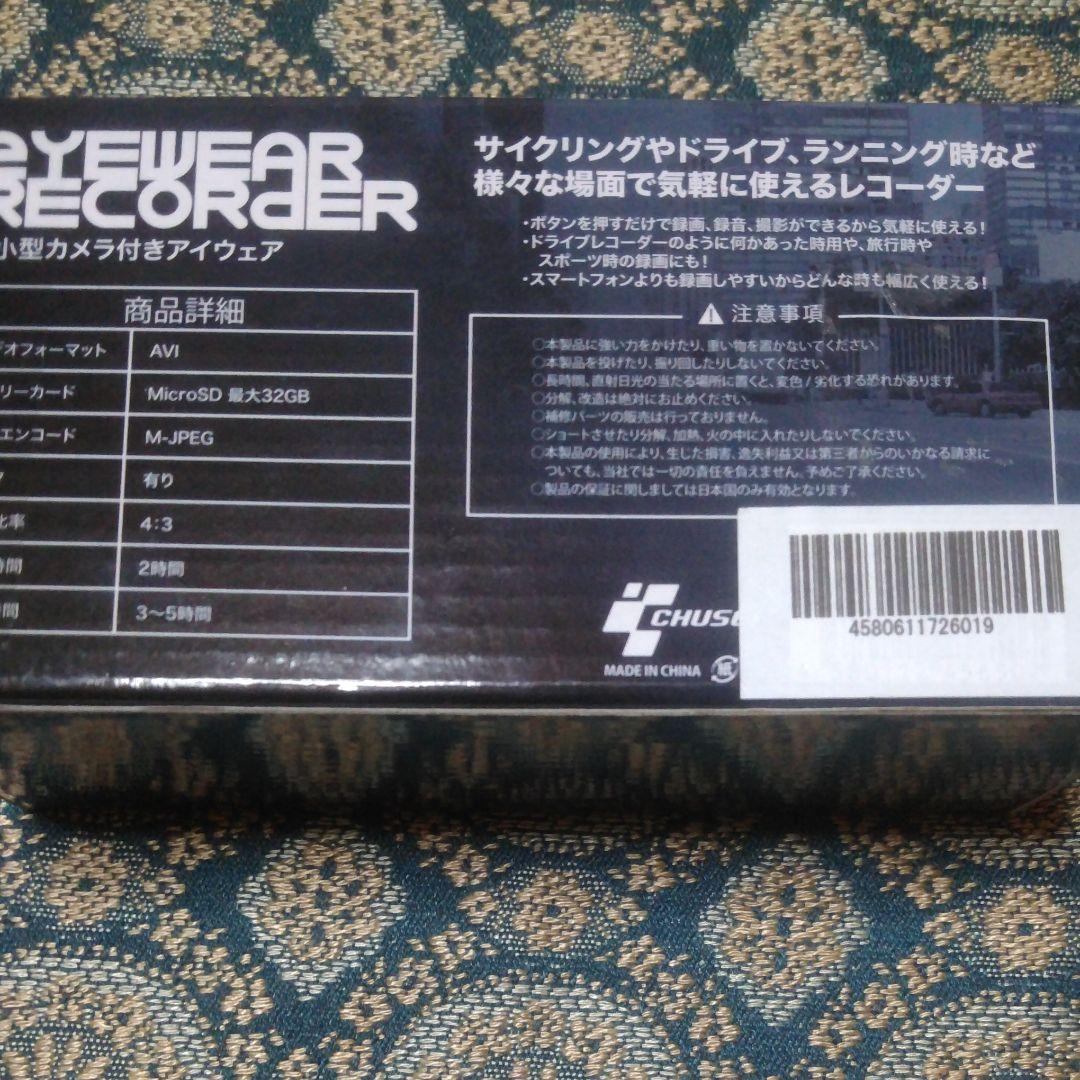 EYEWEAR
RECORDER
小型カメラ付きアイウェア
商品詳細
デオフォーマット AVI
リーカード MicroSD 最大32GB
エンコード M-JPEG
ク 有り
比率 4:3
時間 2時間
間 3〜5時間
サイクリングやドライブ、ランニング時など
様々な場面で気軽に使えるレコーダー
・ボタンを押すだけで録画、録音、撮影ができるから気軽に使える!
・ドライブレコーダーのように何かあった時用や、旅行時や
スポーツ時の録画にも!
・スマートフォンよりも録画しやすいからどんな時も幅広く使える!
注意事項
○本製品に強い力をかけたり、重い物を置かないでください。
○本製品を投げたり、振り回したりしないでください。
○長時間、直射日光の当たる場所に置くと、変色/劣化する恐れがあります。
○分解、改造は絶対にお止めください。
○補修パーツの販売は行っておりません。
○ショートさせたり分解、加熱、火の中に入れたりしないでください。
○本製品の使用により、生じた損害、逸失利益又は第三者からのいかなる請求に
ついても、当社では一切の責任を負えません。予めご了承ください。
○製品の保証に関しましては日本国のみ有効となります。
CHUS
MADE IN CHINA
紙
4580611726019